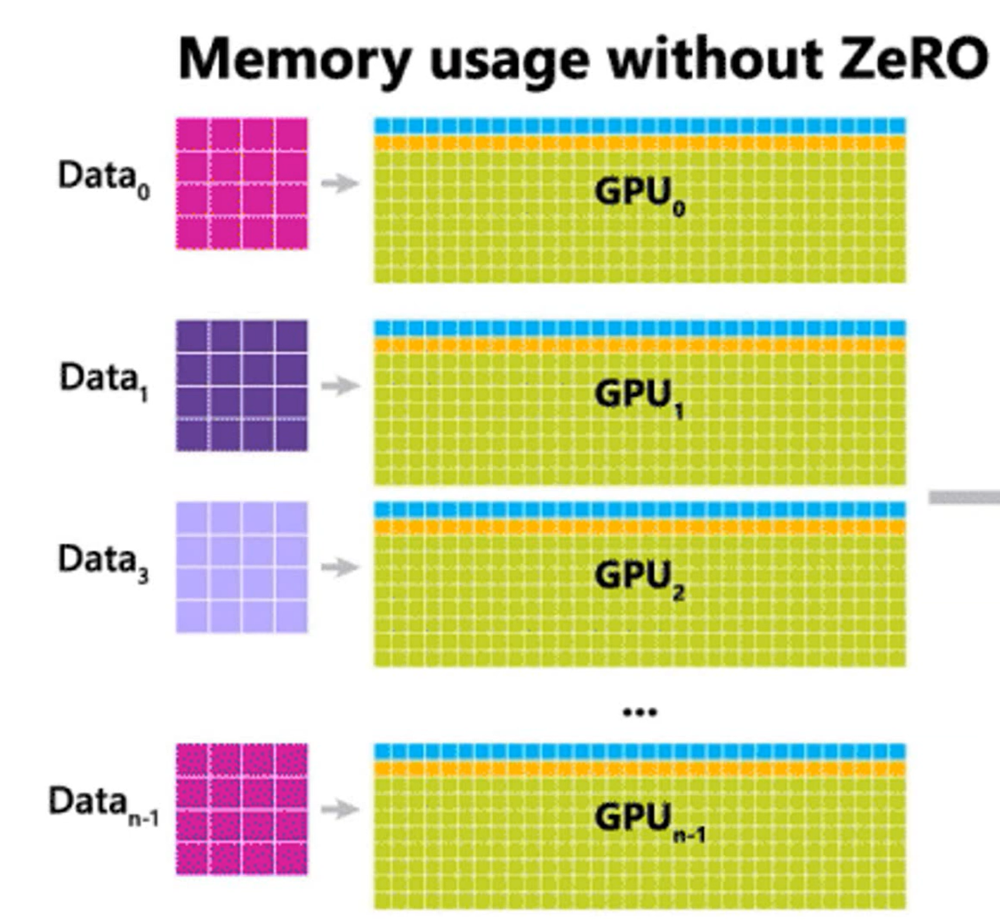 Memory usage without ZeRO
Data0
GPU0
Data1
GPU1
Data3
GPU2
...
Datan-1
GPUn-1